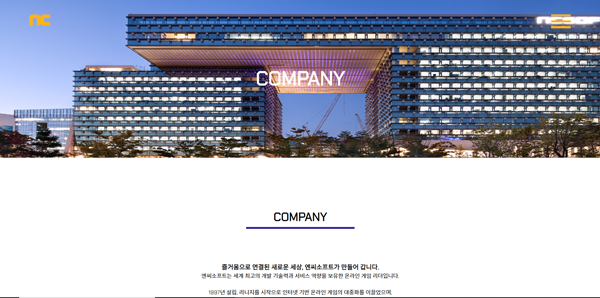 nc
COMPANY
COMPANY
즐거움으로 연결된 새로운 세상, 엔씨소프트가 만들어 갑니다.
엔씨소프트는 세계 최고의 개발 기술력과 서비스 역량을 보유한 온라인 게임 리더입니다.
1997년 설립, 리니지를 시작으로 인터넷 기반 온라인 게임의 대중화를 이끌었으며,